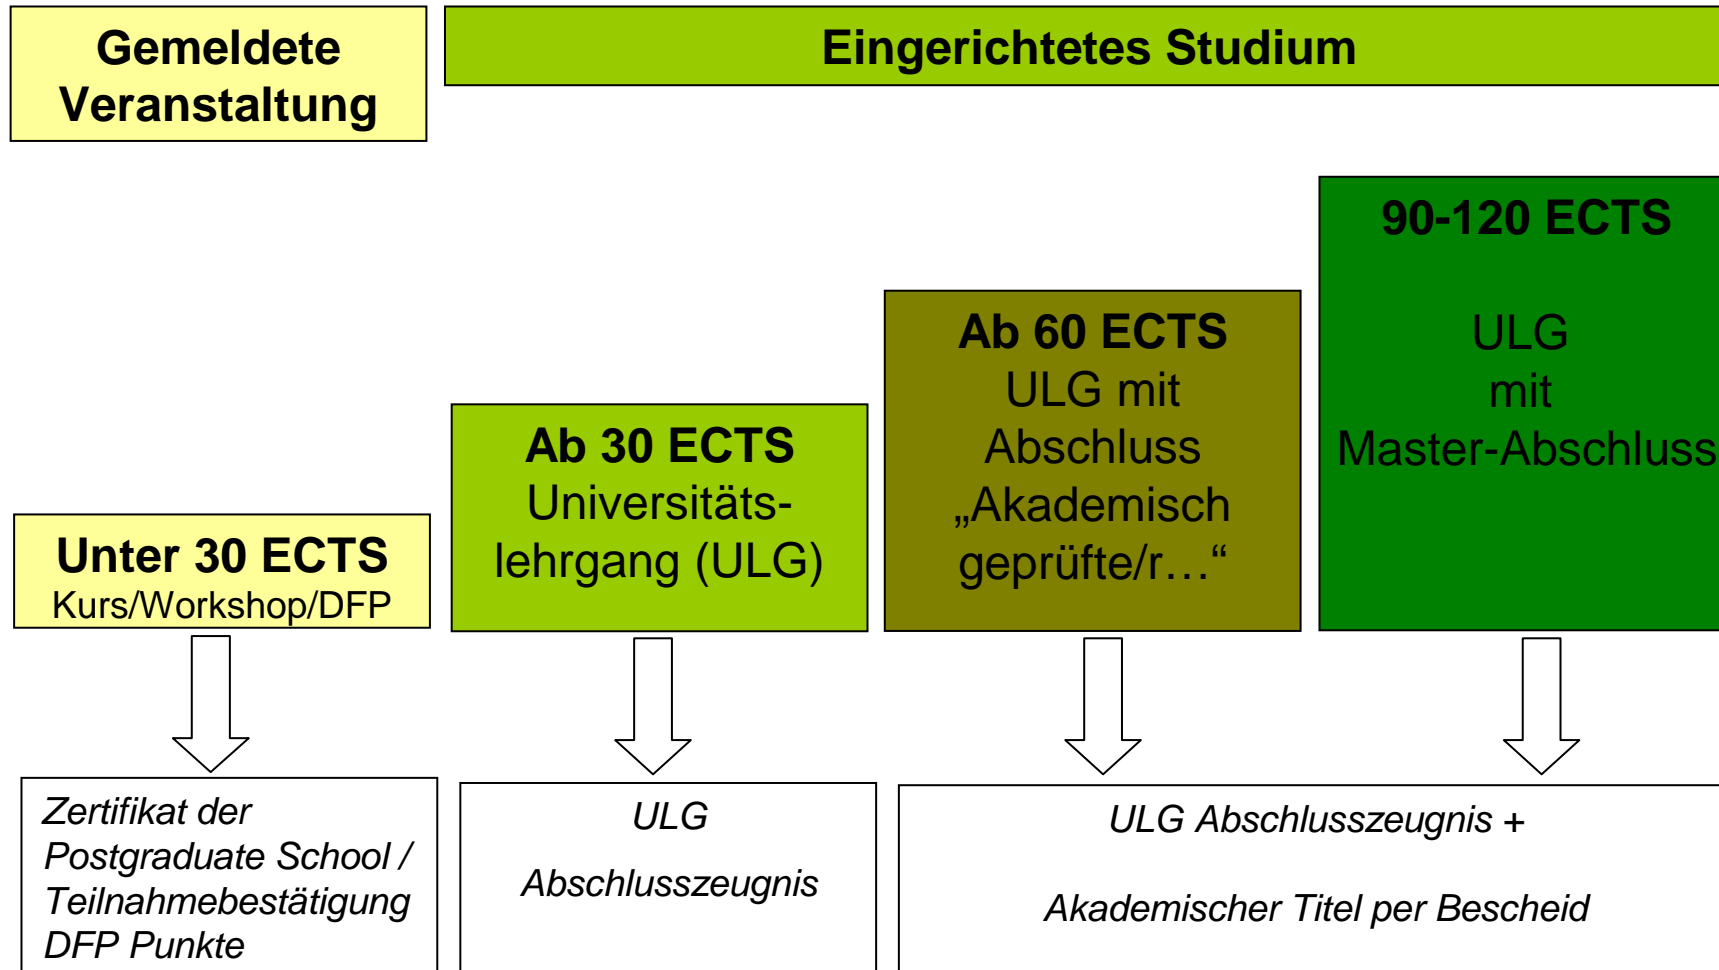 Gemeldete
Veranstaltung
Eingerichtetes Studium
90-120 ECTS
ULG
mit
Master-Abschluss
Ab 60 ECTS
ULG mit
Abschluss
„Akademisch
geprüfte/r…“
Ab 30 ECTS
Universitäts-
lehrgang (ULG)
Unter 30 ECTS
Kurs/Workshop/DFP
Zertifikat der
Postgraduate School /
Teilnahmebestätigung
DFP Punkte
ULG
Abschlusszeugnis
ULG Abschlusszeugnis +
Akademischer Titel per Bescheid